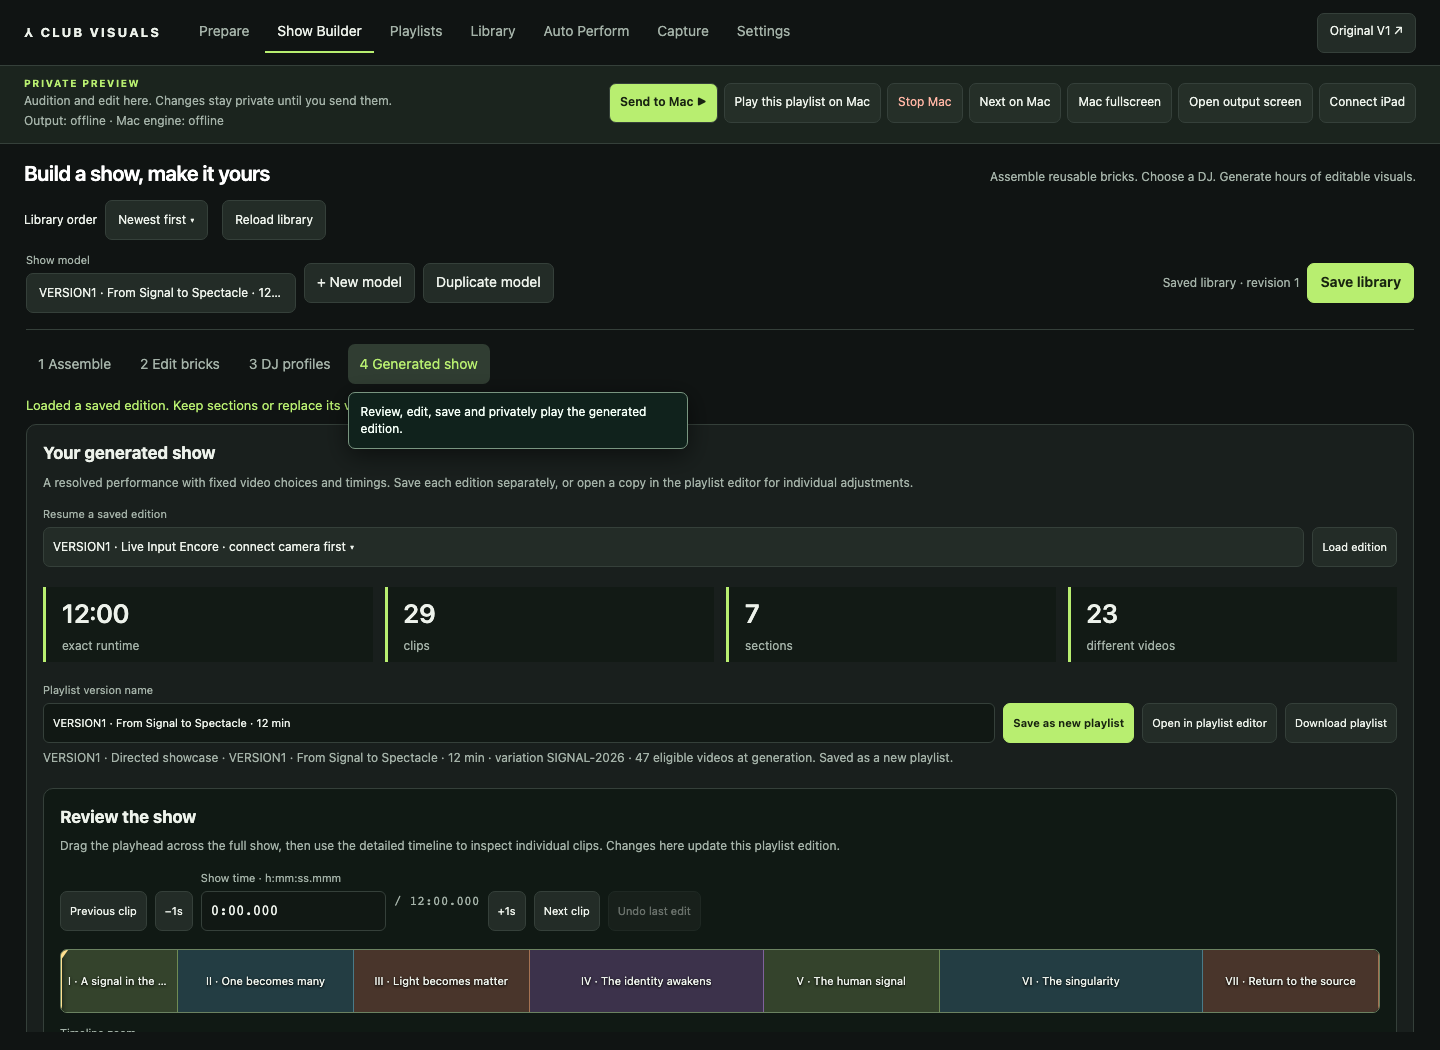 CLUB VISUALS
Prepare
Show Builder
Playlists
Library
Auto Perform
Capture
Settings
Original V1 ↗
PRIVATE PREVIEW
Audition and edit here. Changes stay private until you send them.
Output: offline · Mac engine: offline
Send to Mac ▶
Play this playlist on Mac
Stop Mac
Next on Mac
Mac fullscreen
Open output screen
Connect iPad
Build a show, make it yours
Assemble reusable bricks. Choose a DJ. Generate hours of editable visuals.
Library order
Newest first ▾
Reload library
Show model
VERSION1 · From Signal to Spectacle · 12...
+ New model
Duplicate model
Saved library · revision 1
Save library
1 Assemble
2 Edit bricks
3 DJ profiles
4 Generated show
Loaded a saved edition. Keep sections or replace its
Review, edit, save and privately play the generated
edition.
Your generated show
A resolved performance with fixed video choices and timings. Save each edition separately, or open a copy in the playlist editor for individual adjustments.
Resume a saved edition
VERSION1 · Live Input Encore · connect camera first ▾
Load edition
12:00
exact runtime
29
clips
7
sections
23
different videos
Playlist version name
VERSION1 · From Signal to Spectacle · 12 min
Save as new playlist
Open in playlist editor
Download playlist
VERSION1 · Directed showcase · VERSION1 · From Signal to Spectacle · 12 min · variation SIGNAL-2026 · 47 eligible videos at generation. Saved as a new playlist.
Review the show
Drag the playhead across the full show, then use the detailed timeline to inspect individual clips. Changes here update this playlist edition.
Show time · h:mm:ss.mmm
Previous clip
−1s
0:00.000
/ 12:00.000
+1s
Next clip
Undo last edit
I · A signal in the ...
II · One becomes many
III · Light becomes matter
IV · The identity awakens
V · The human signal
VI · The singularity
VII · Return to the source